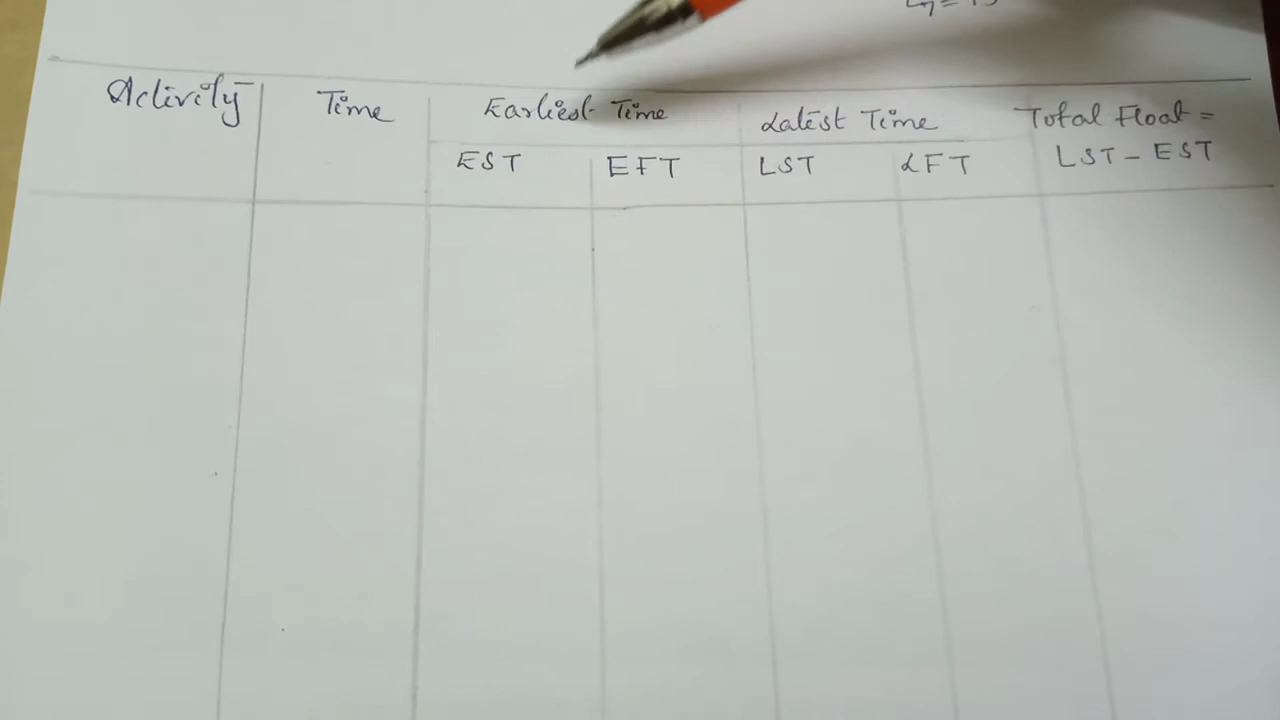 Activity Time Earliest Time Latest Time Total Float =
EST EFT LST LFT LST - EST